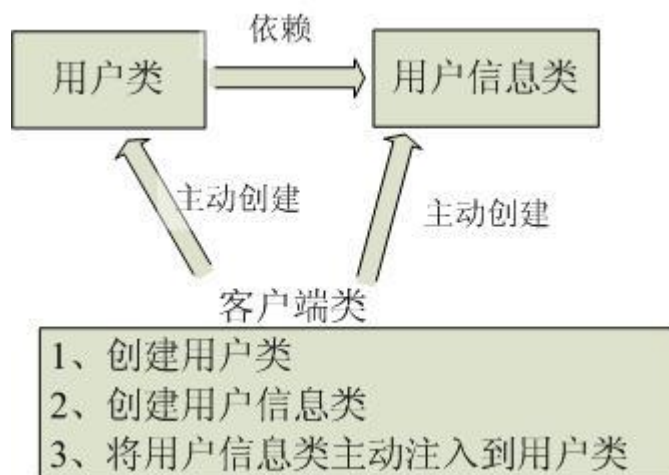 依赖
用户类
用户信息类
主动创建
主动创建
客户端类
1、创建用户类
2、创建用户信息类
3、将用户信息类主动注入到用户类